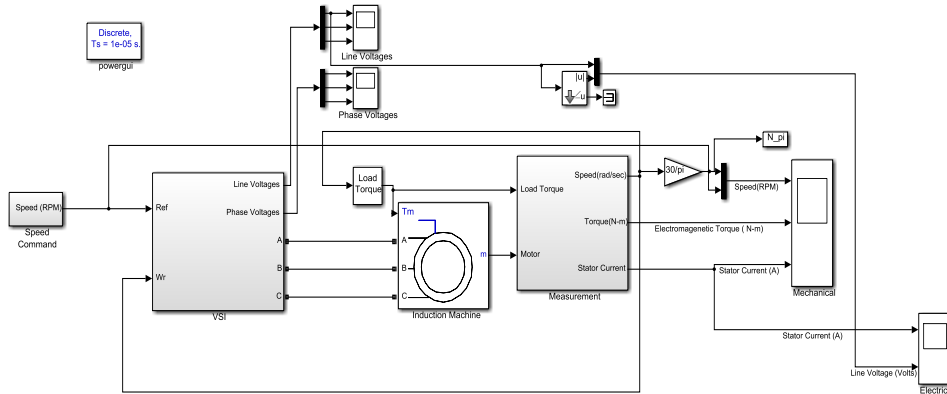 Discrete,
Ts = 1e-05 s.
powergui
Line Voltages
Phase Voltages
|u|
u
N_pi
Load
Torque
Speed(rad/sec)
30/pi
Speed(RPM)
Line Voltages
Load Torque
Ref
Phase Voltages
Tm
Speed (RPM)
Speed
Command
Torque(N-m)
Electromagenetic Torque ( N-m)
A
A
m
Motor
Wr
B
B
Stator Current
Stator Current (A)
Mechanical
C
C
VSI
Induction Machine
Measurement
Stator Current (A)
Line Voltage (Volts)